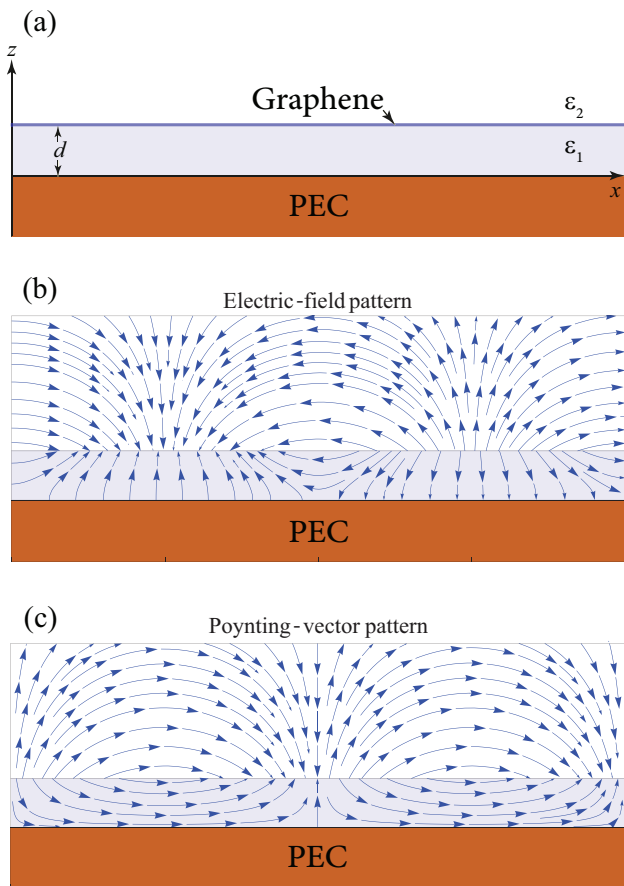 (a)
z
Graphene
ε2
d
ε1
x
PEC
(b)
Electric-field pattern
PEC
(c)
Poynting-vector pattern
PEC